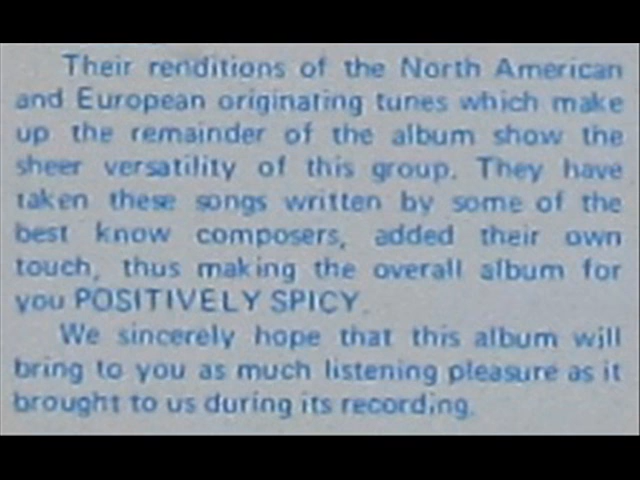 Their renditions of the North American
and European originating tunes which make
up the remainder of the album show the
sheer versatility of this group. They have
taken these songs written by some of the
best know composers, added their own
touch, thus making the overall album for
you POSITIVELY SPICY.
We sincerely hope that this album will
bring to you as much listening pleasure as it
brought to us during its recording.